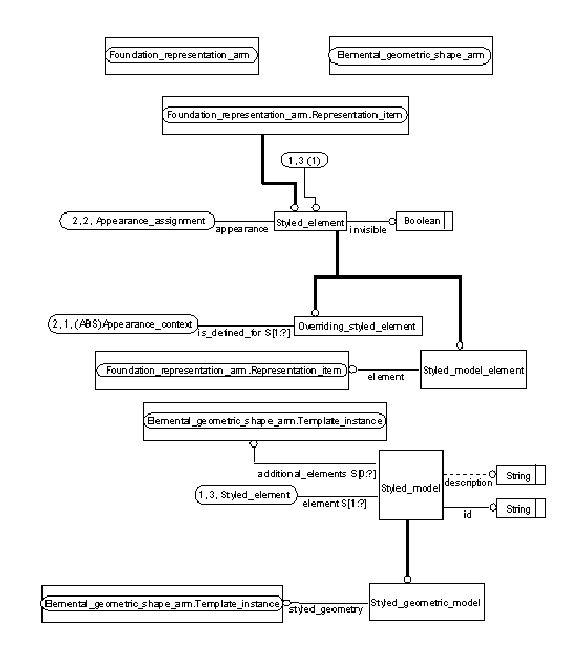 Foundation_representation_arm
Elemental_geometric_shape_arm
Foundation_representation_arm.Representation_item
1,3 (1)
2, 2, Appearance_assignment
appearance
Styled_element
invisible
Boolean
2, 1, (ABS)Appearance_context
is_defined_for S[1:?]
Overriding_styled_element
Foundation_representation_arm.Representation_item
element
Styled_model_element
Elemental_geometric_shape_arm.Template_instance
additional_elements S[0:?]
Styled_model
description
String
1, 3, Styled_element
element S[1:?]
id
String
Elemental_geometric_shape_arm.Template_instance
styled_geometry
Styled_geometric_model